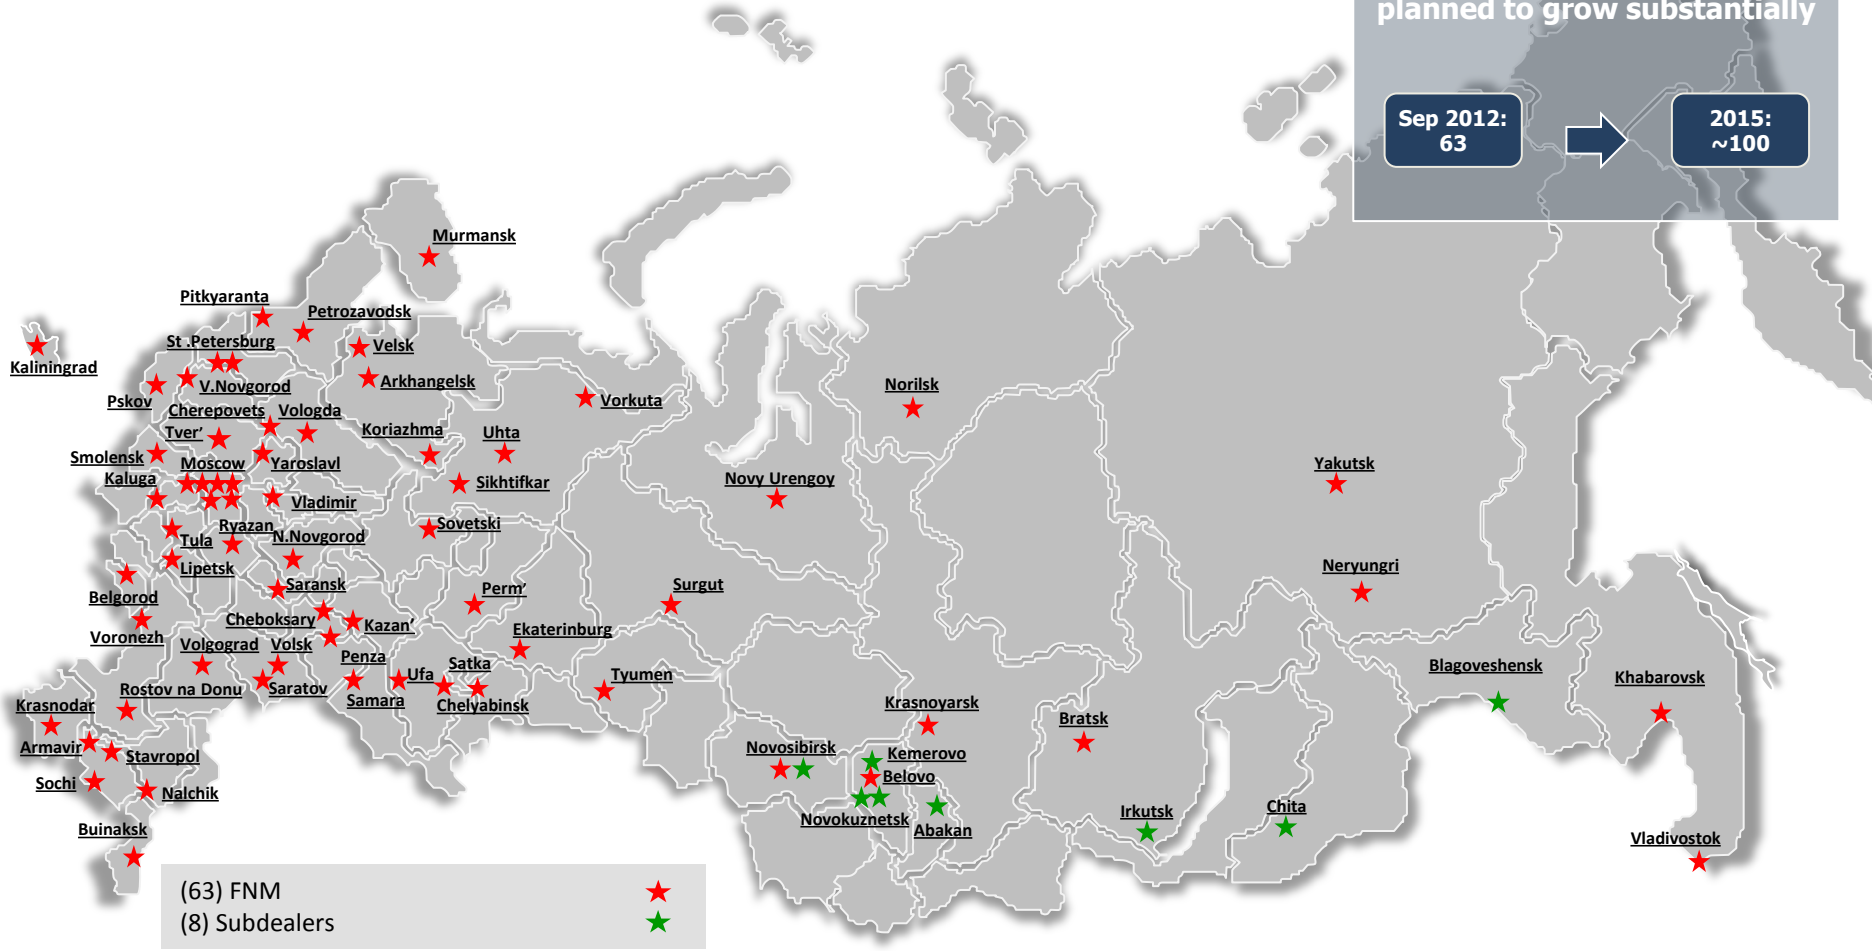 planned to grow substantially
Sep 2012:
63
2015:
~100
Murmansk
Pitkyaranta
Petrozavodsk
St .Petersburg
Velsk
Kaliningrad
Arkhangelsk
V.Novgorod
Pskov
Norilsk
Vorkuta
Cherepovets
Vologda
Koriazhma
Uhta
Tver'
Smolensk
Moscow
Yaroslavl
Yakutsk
Kaluga
Novy Urengoy
Sikhtifkar
Vladimir
Ryazan
Sovetski
Tula
N.Novgorod
Lipetsk
Neryungri
Saransk
Surgut
Perm'
Belgorod
Cheboksary
Kazan'
Ekaterinburg
Voronezh
Volgograd
Volsk
Penza
Satka
Blagoveshensk
Ufa
Tyumen
Khabarovsk
Rostov na Donu
Saratov
Samara
Chelyabinsk
Krasnodar
Krasnoyarsk
Bratsk
Armavir
Stavropol
Novosibirsk
Kemerovo
Belovo
Sochi
Nalchik
Novokuznetsk
Abakan
Irkutsk
Chita
Buinaksk
Vladivostok
(63) FNM
(8) Subdealers